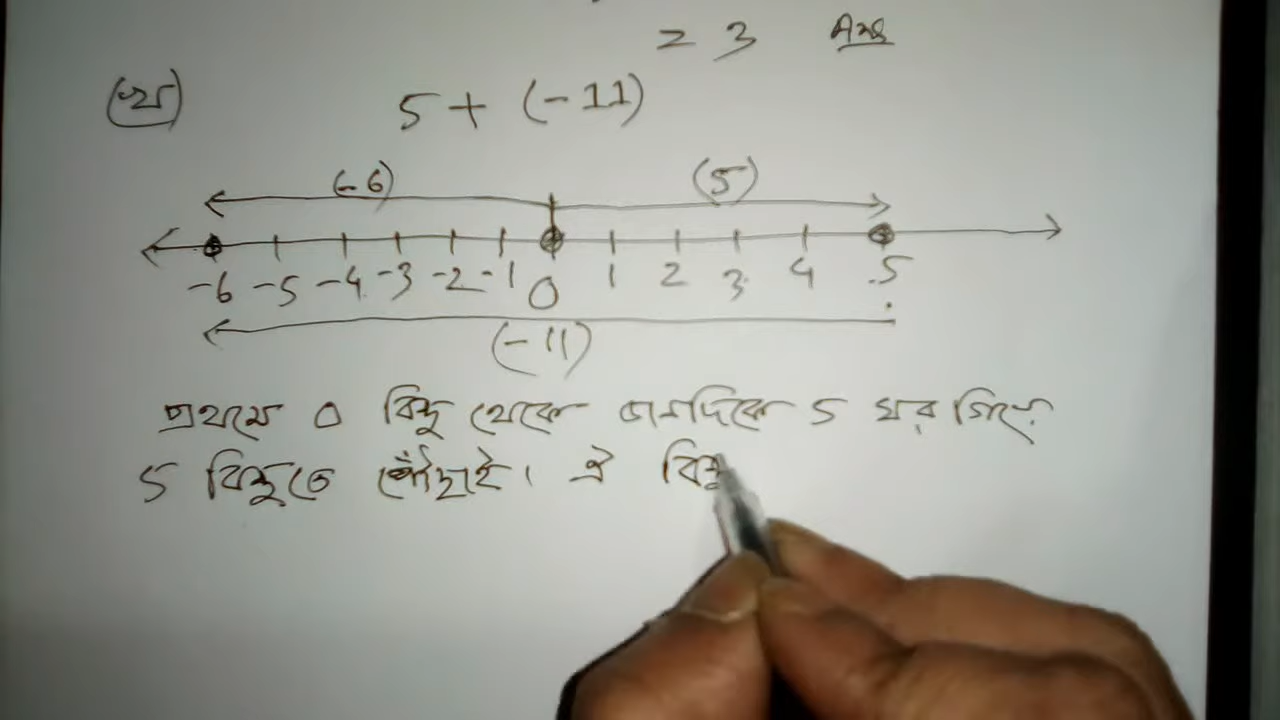 = 3 Ans
(খ) 5 + (-11)
(-6) (5)
-6 -5 -4 -3 -2 -1 0 1 2 3 4 5
(-11)
প্রথমে 0 বিন্দু থেকে ডানদিকে 5 ঘর গিয়ে
5 বিন্দুতে পৌঁছাই। ঐ বিন্দু